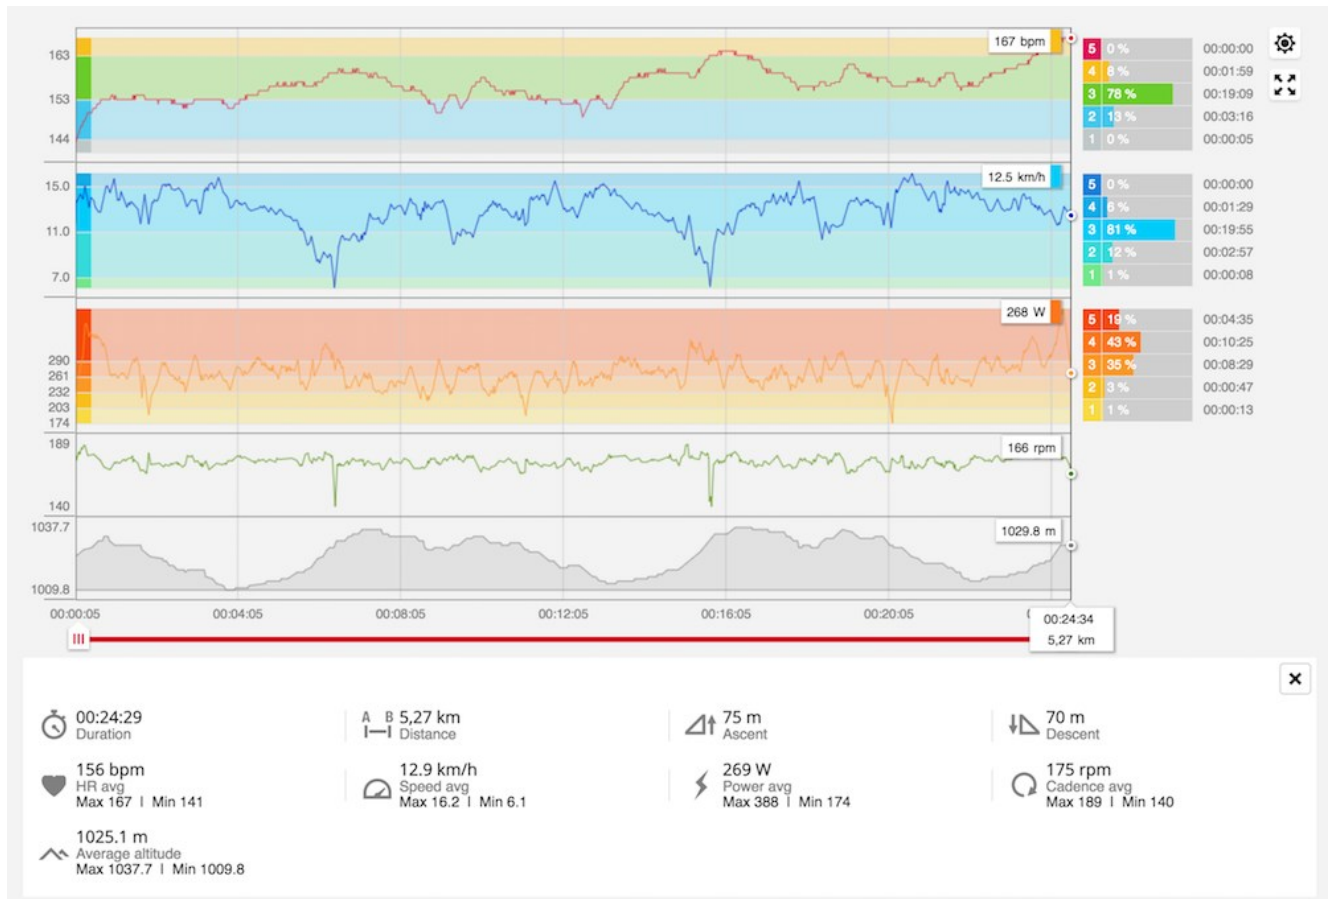 163
153
144
167 bpm
5 0 % 00:00:00
4 8 % 00:01:59
3 78 % 00:19:09
2 13 % 00:03:16
1 0 % 00:00:05
15.0
11.0
7.0
12.5 km/h
5 0 % 00:00:00
4 6 % 00:01:29
3 81 % 00:19:55
2 12 % 00:02:57
1 1 % 00:00:08
290
261
232
203
174
268 W
5 19 % 00:04:35
4 43 % 00:10:25
3 35 % 00:08:29
2 3 % 00:00:47
1 1 % 00:00:13
189
140
166 rpm
1037.7
1009.8
1029.8 m
00:00:05 00:04:05 00:08:05 00:12:05 00:16:05 00:20:05
00:24:34
5,27 km
00:24:29
Duration
A B 5,27 km
Distance
75 m
Ascent
70 m
Descent
156 bpm
HR avg
Max 167 | Min 141
12.9 km/h
Speed avg
Max 16.2 | Min 6.1
269 W
Power avg
Max 388 | Min 174
175 rpm
Cadence avg
Max 189 | Min 140
1025.1 m
Average altitude
Max 1037.7 | Min 1009.8